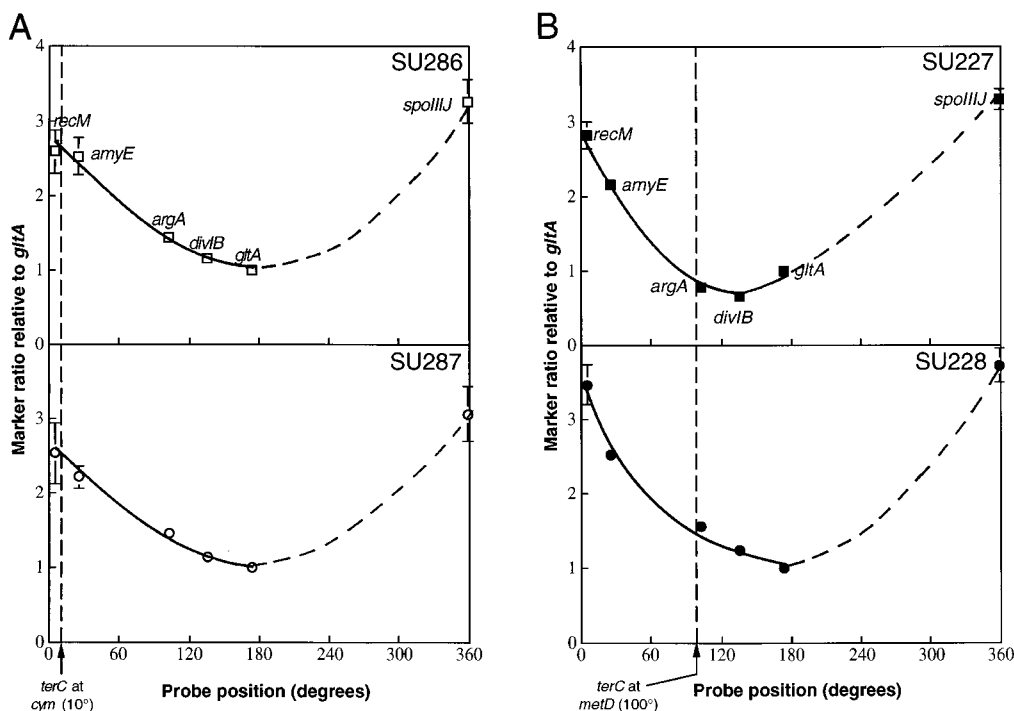 A
B
Marker ratio relative to gltA
4
3
2
1
0
SU286
recM
amyE
argA
divIB
gltA
spoIIIJ
3
2
1
0
SU287
0
60
120
180
240
300
360
terC at
cym (10°)
Probe position (degrees)
Marker ratio relative to gltA
4
3
2
1
0
SU227
recM
amyE
argA
divIB
gltA
spoIIIJ
3
2
1
0
SU228
0
60
120
180
240
300
360
terC at
metD (100°)
Probe position (degrees)